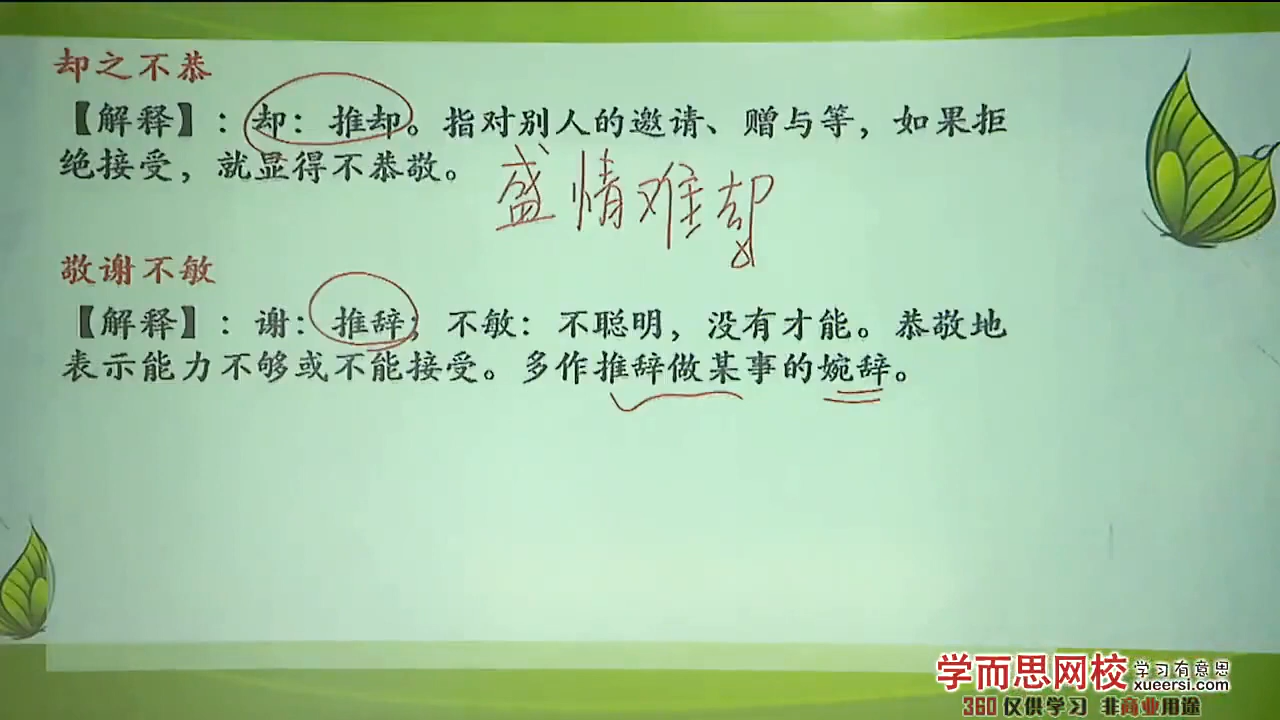 却之不恭
【解释】:却:推却。指对别人的邀请、赠与等,如果拒
绝接受,就显得不恭敬。
盛情难却
敬谢不敏
【解释】:谢:推辞;不敏:不聪明,没有才能。恭敬地
表示能力不够或不能接受。多作推辞做某事的婉辞。
学而思网校 学习有意思
xueersi.com
360仅供学习 非商业用途